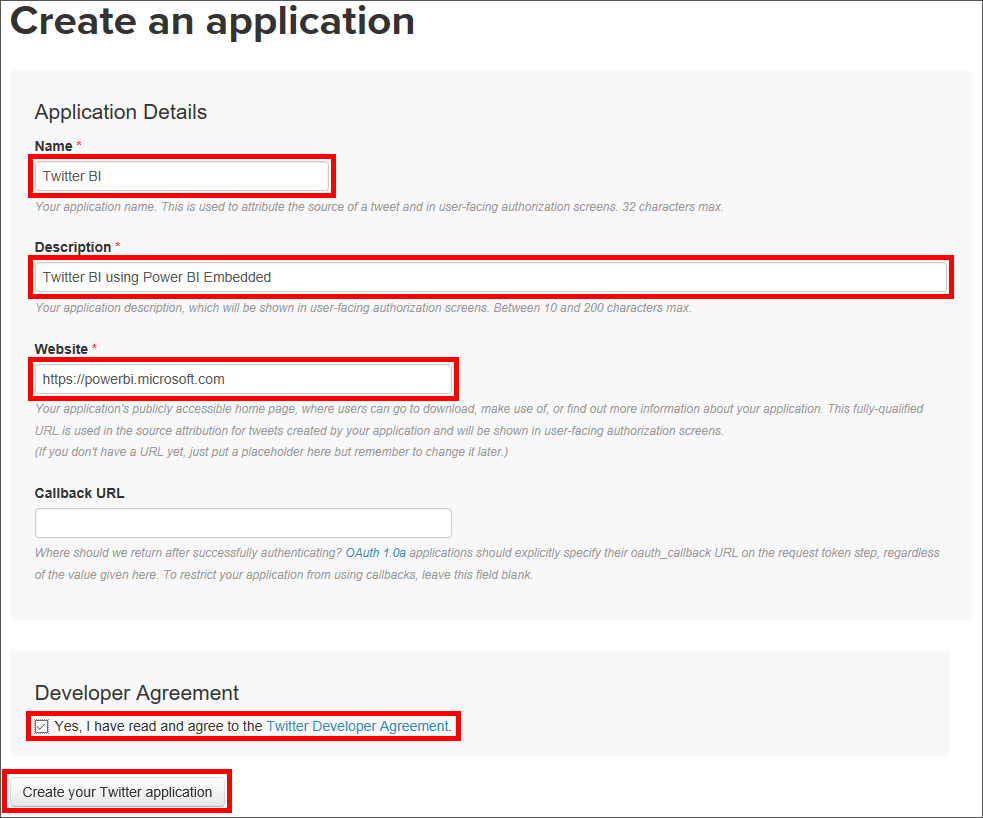 Create an application
Application Details
Name *
Twitter BI
Your application name. This is used to attribute the source of a tweet and in user-facing authorization screens. 32 characters max.
Description *
Twitter BI using Power BI Embedded
Your application description, which will be shown in user-facing authorization screens. Between 10 and 200 characters max.
Website *
https://powerbi.microsoft.com
Your application's publicly accessible home page, where users can go to download, make use of, or find out more information about your application. This fully-qualified
URL is used in the source attribution for tweets created by your application and will be shown in user-facing authorization screens.
(If you don't have a URL yet, just put a placeholder here but remember to change it later.)
Callback URL
Where should we return after successfully authenticating? OAuth 1.0a applications should explicitly specify their oauth_callback URL on the request token step, regardless
of the value given here. To restrict your application from using callbacks, leave this field blank.
Developer Agreement
Yes, I have read and agree to the Twitter Developer Agreement.
Create your Twitter application